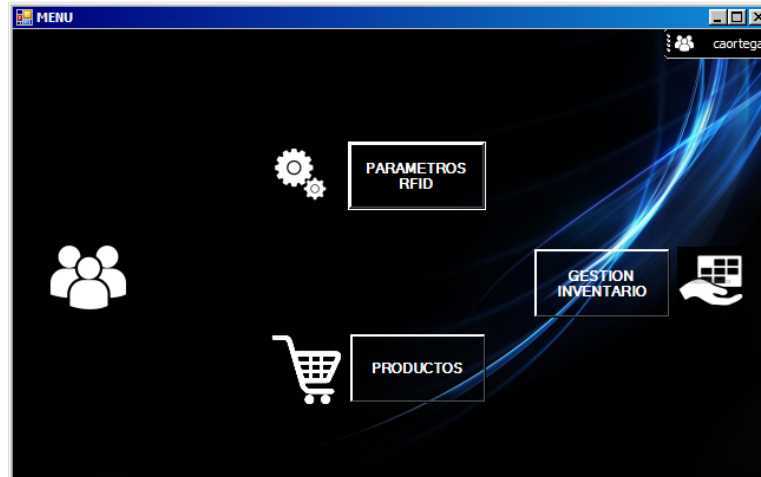 MENU
caortega
PARAMETROS
RFID
GESTION
INVENTARIO
PRODUCTOS